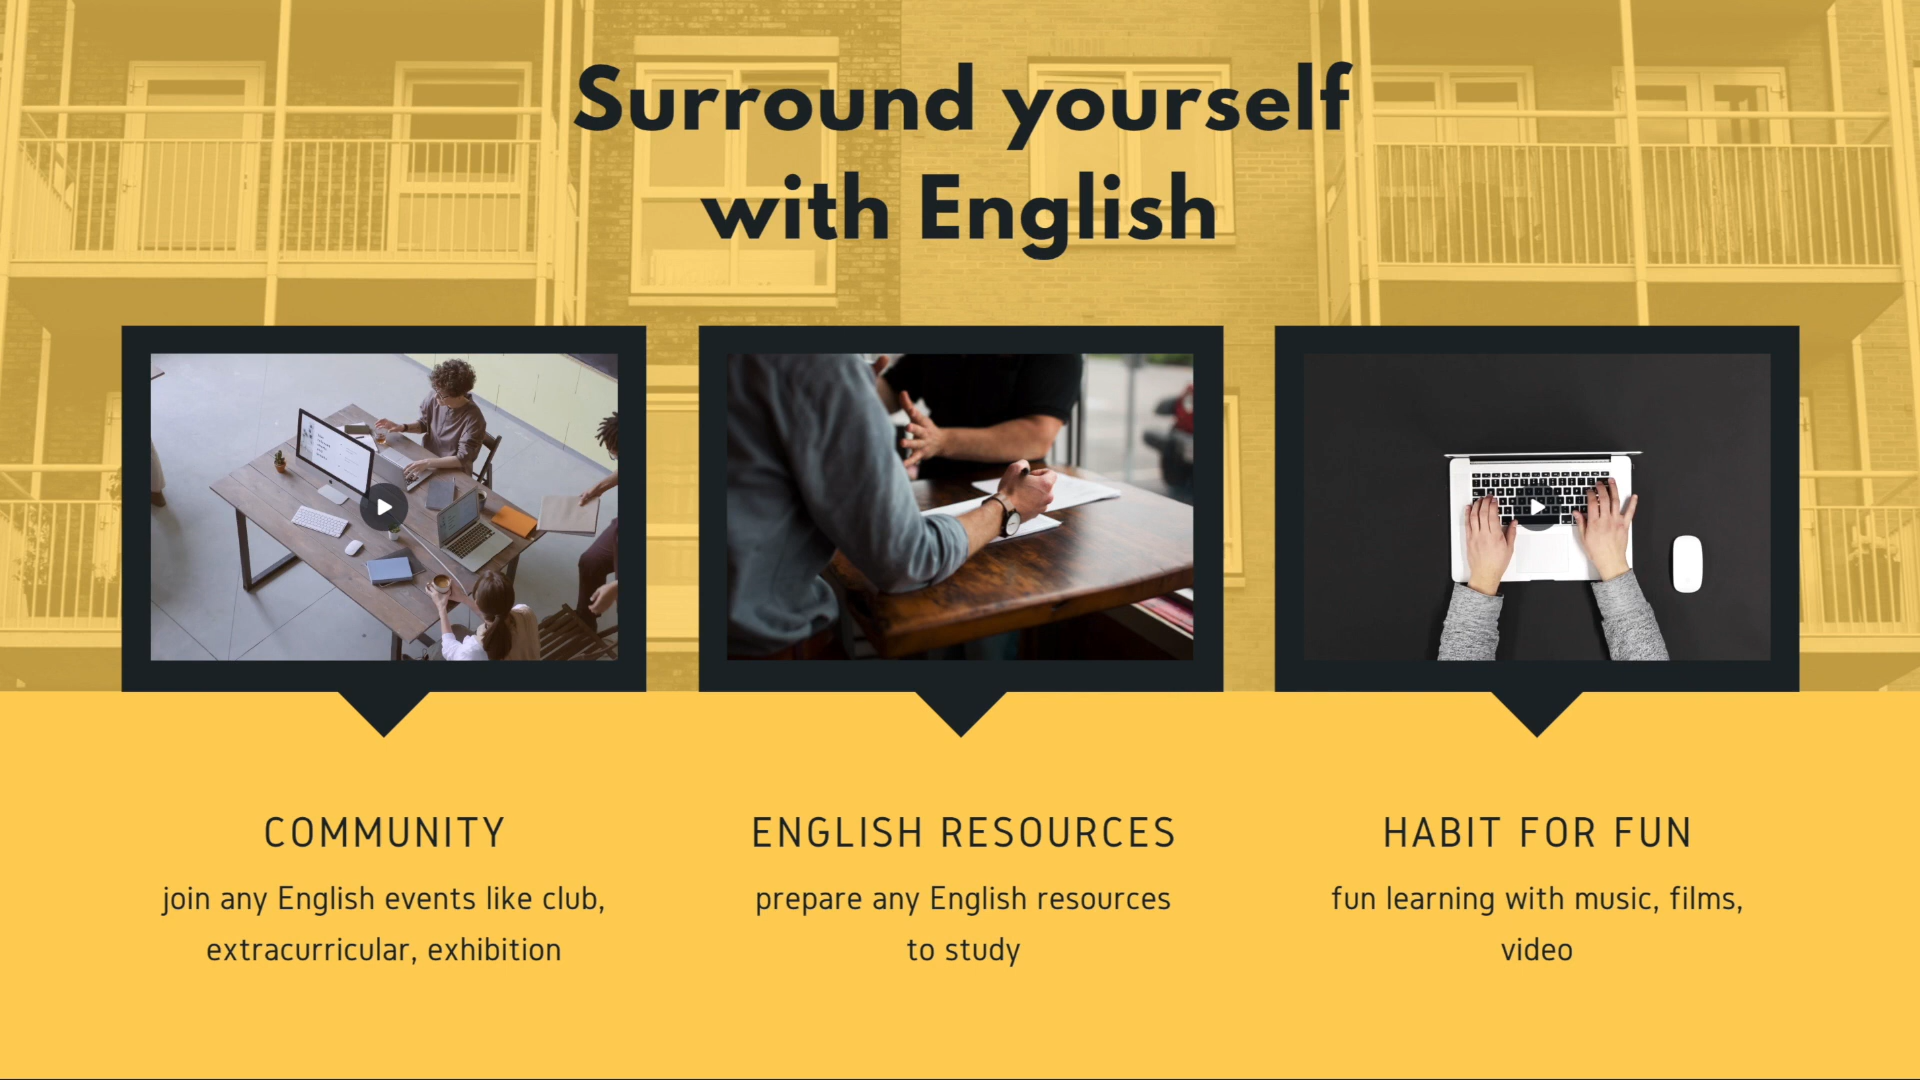 Surround yourself
with English
COMMUNITY
join any English events like club,
extracurricular, exhibition
ENGLISH RESOURCES
prepare any English resources
to study
HABIT FOR FUN
fun learning with music, films,
video